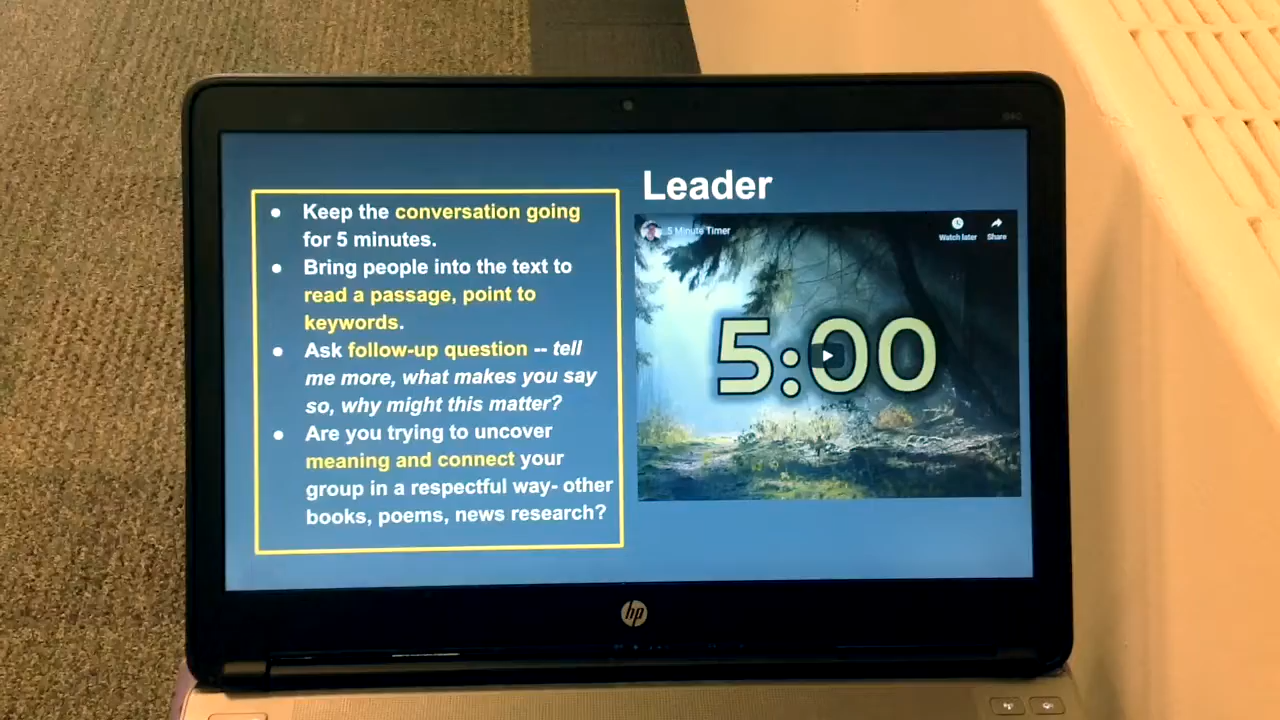 Leader
● Keep the conversation going
for 5 minutes.
● Bring people into the text to
read a passage, point to
keywords.
● Ask follow-up question -- tell
me more, what makes you say
so, why might this matter?
● Are you trying to uncover
meaning and connect your
group in a respectful way- other
books, poems, news research?
5 Minute Timer
Watch later
Share
5:00
hp